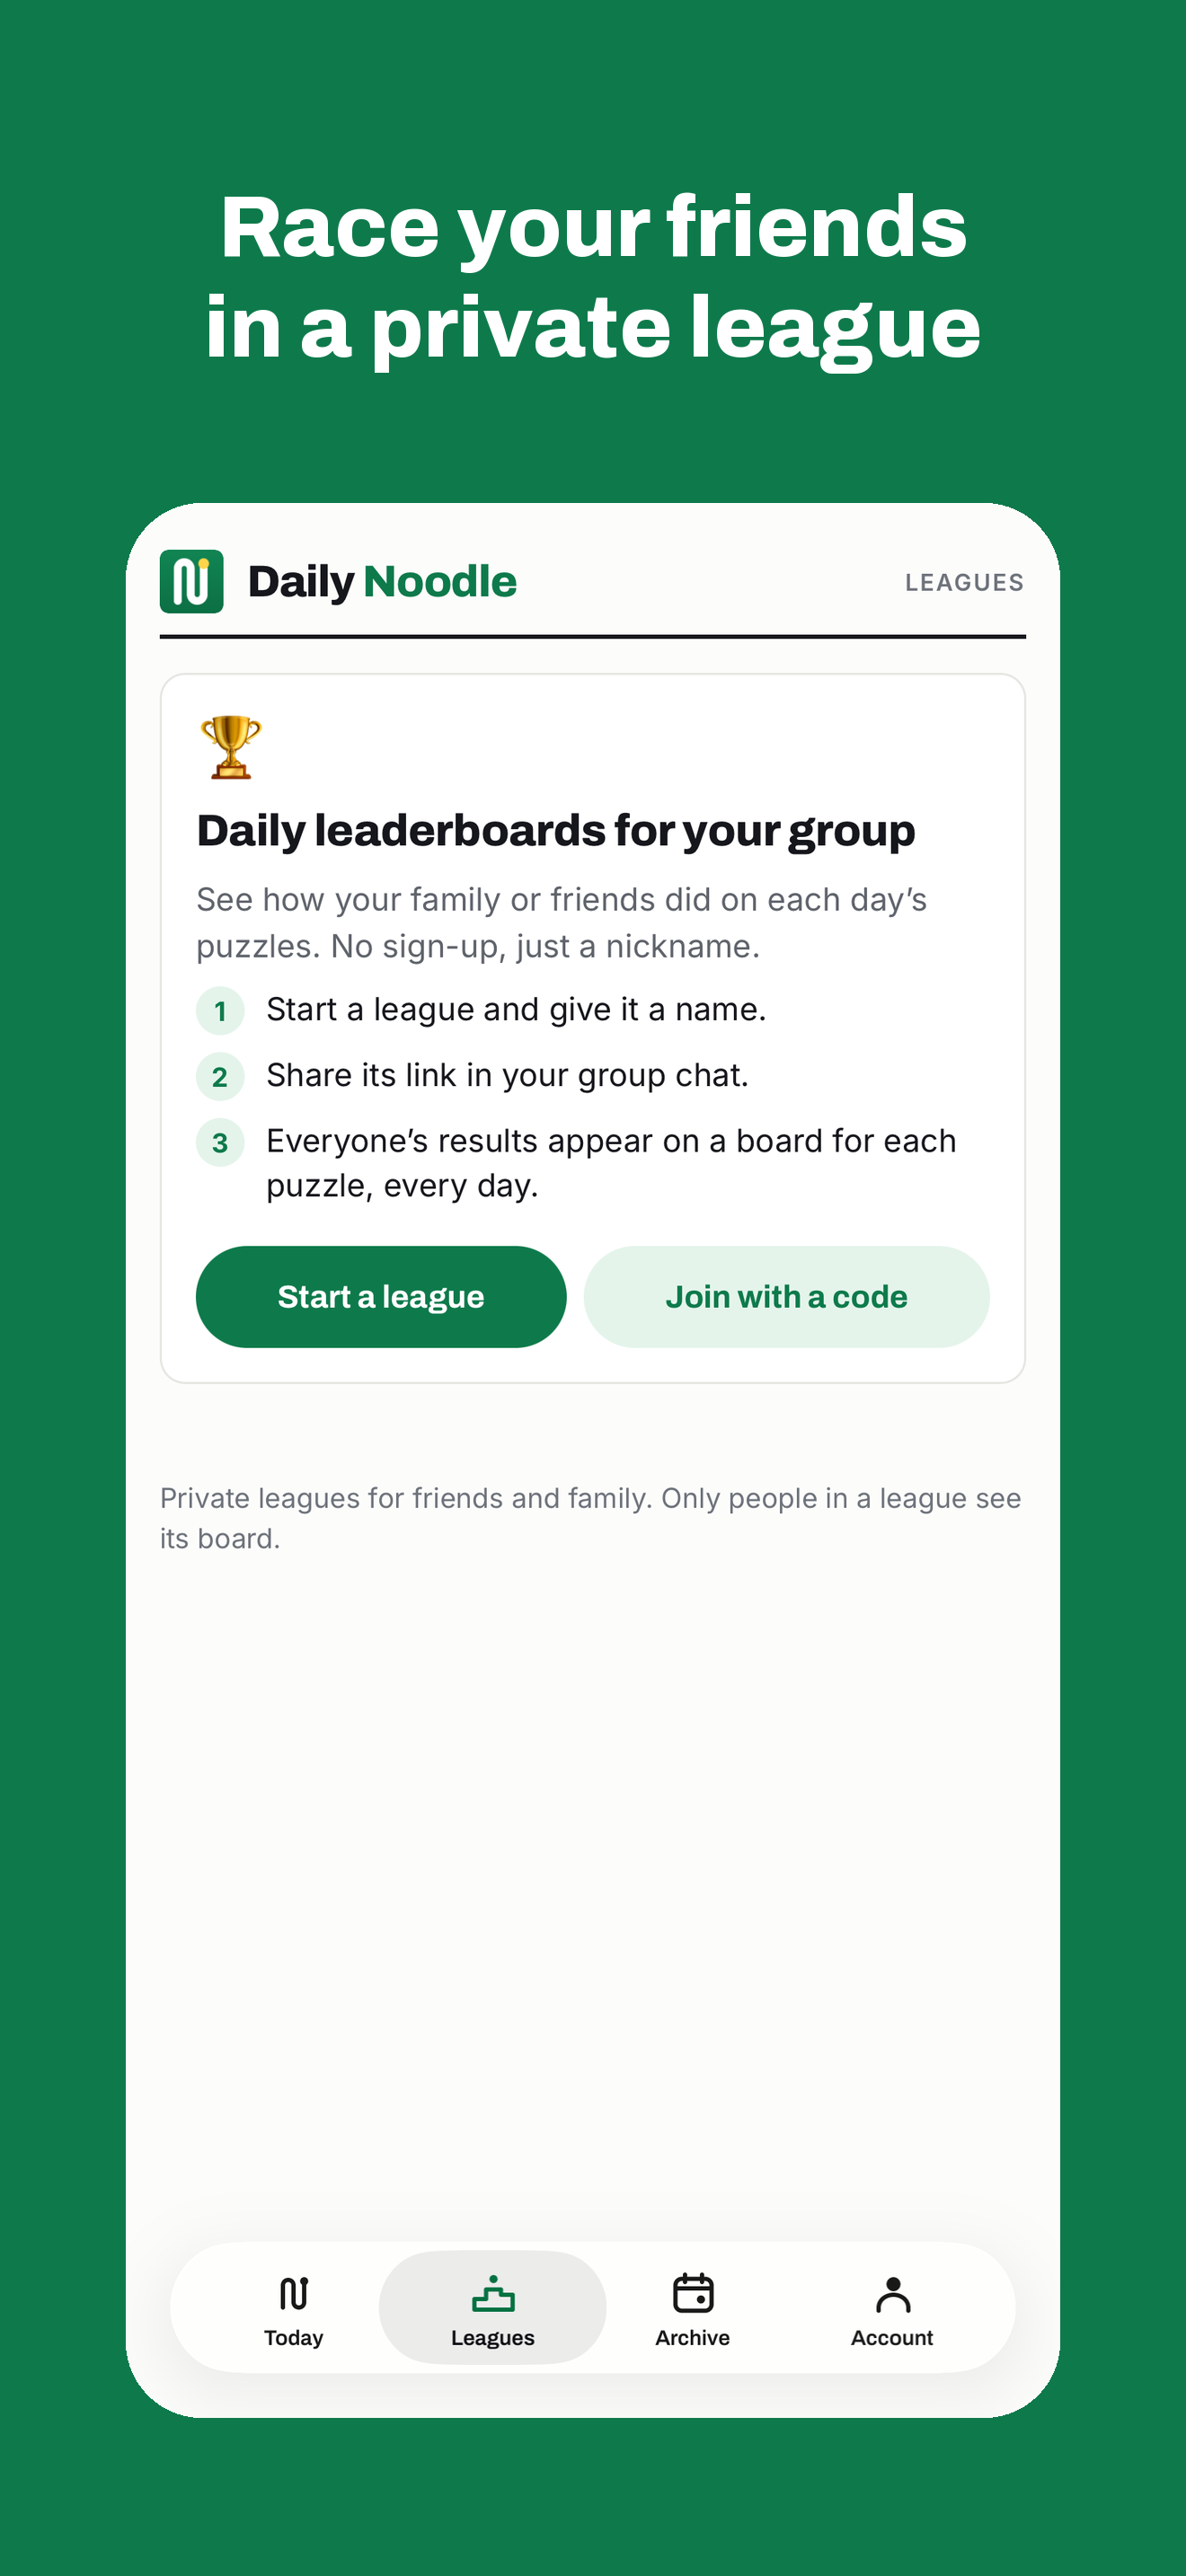 Race your friends
in a private league
Daily Noodle
LEAGUES
Daily leaderboards for your group
See how your family or friends did on each day’s
puzzles. No sign-up, just a nickname.
1 Start a league and give it a name.
2 Share its link in your group chat.
3 Everyone’s results appear on a board for each
puzzle, every day.
Start a league
Join with a code
Private leagues for friends and family. Only people in a league see
its board.
Today
Leagues
Archive
Account